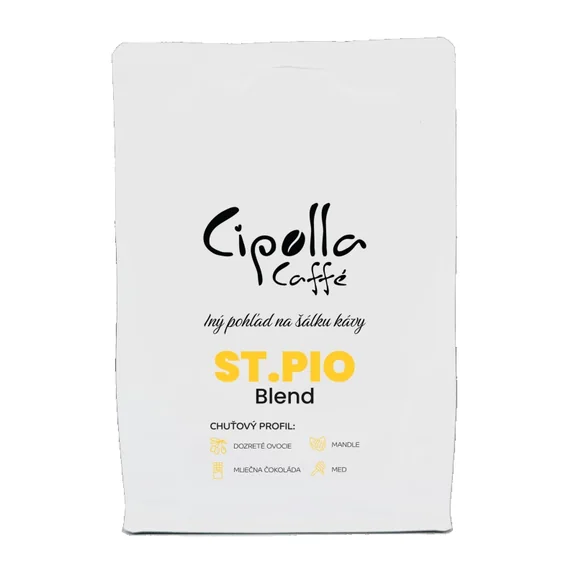 Cipolla
Caffé
Iný pohľad na šálku kávy
ST.PIO
Blend
CHUŤOVÝ PROFIL:
DOZRETÉ OVOCIE
MANDLE
MLIEČNA ČOKOLÁDA
MED